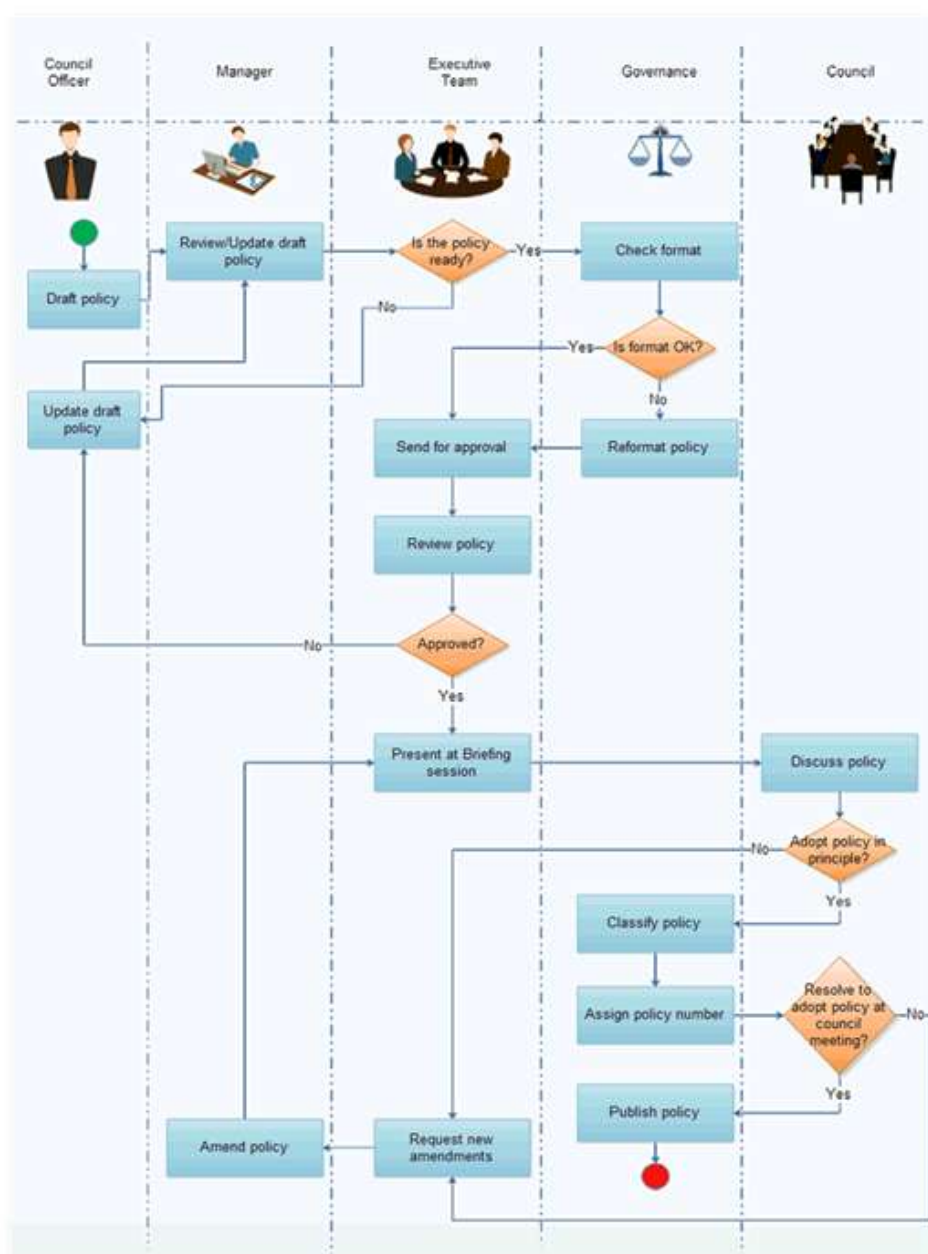 Council
Officer
Manager
Executive
Team
Governance
Council
Review/Update draft
policy
Is the policy
ready?
Yes
Check format
Draft policy
No
Yes
Is format OK?
No
Update draft
policy
Send for approval
Reformat policy
Review policy
No
Approved?
Yes
Present at Briefing
session
Discuss policy
No
Adopt policy in
principle?
Yes
Classify policy
Assign policy number
Resolve to
adopt policy at
council
meeting?
No
Yes
Publish policy
Amend policy
Request new
amendments